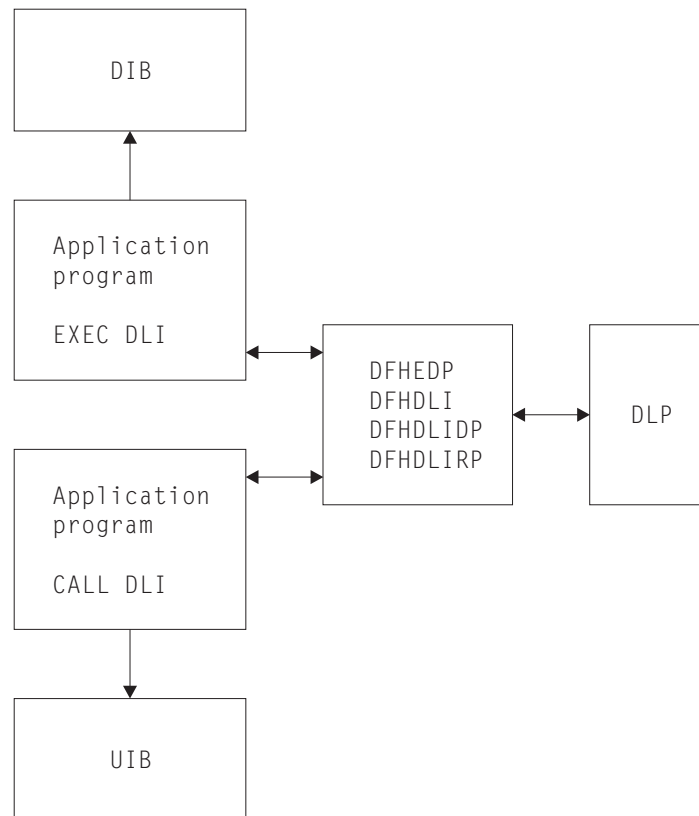 DIB
Application
program
EXEC DLI
DFHEDP
DFHDLI
DFHDLIDP
DFHDLIRP
DLP
Application
program
CALL DLI
UIB